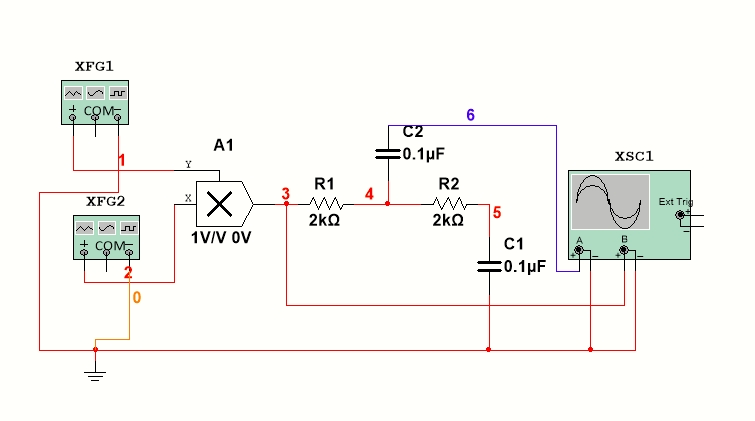 XFG1
+ COM −
1
XFG2
+ COM −
2
0
A1
Y
X
1V/V 0V
3
R1
2kΩ
4
C2
0.1µF
6
R2
2kΩ
5
C1
0.1µF
XSC1
Ext Trig
+
−
A
B
+ − + −